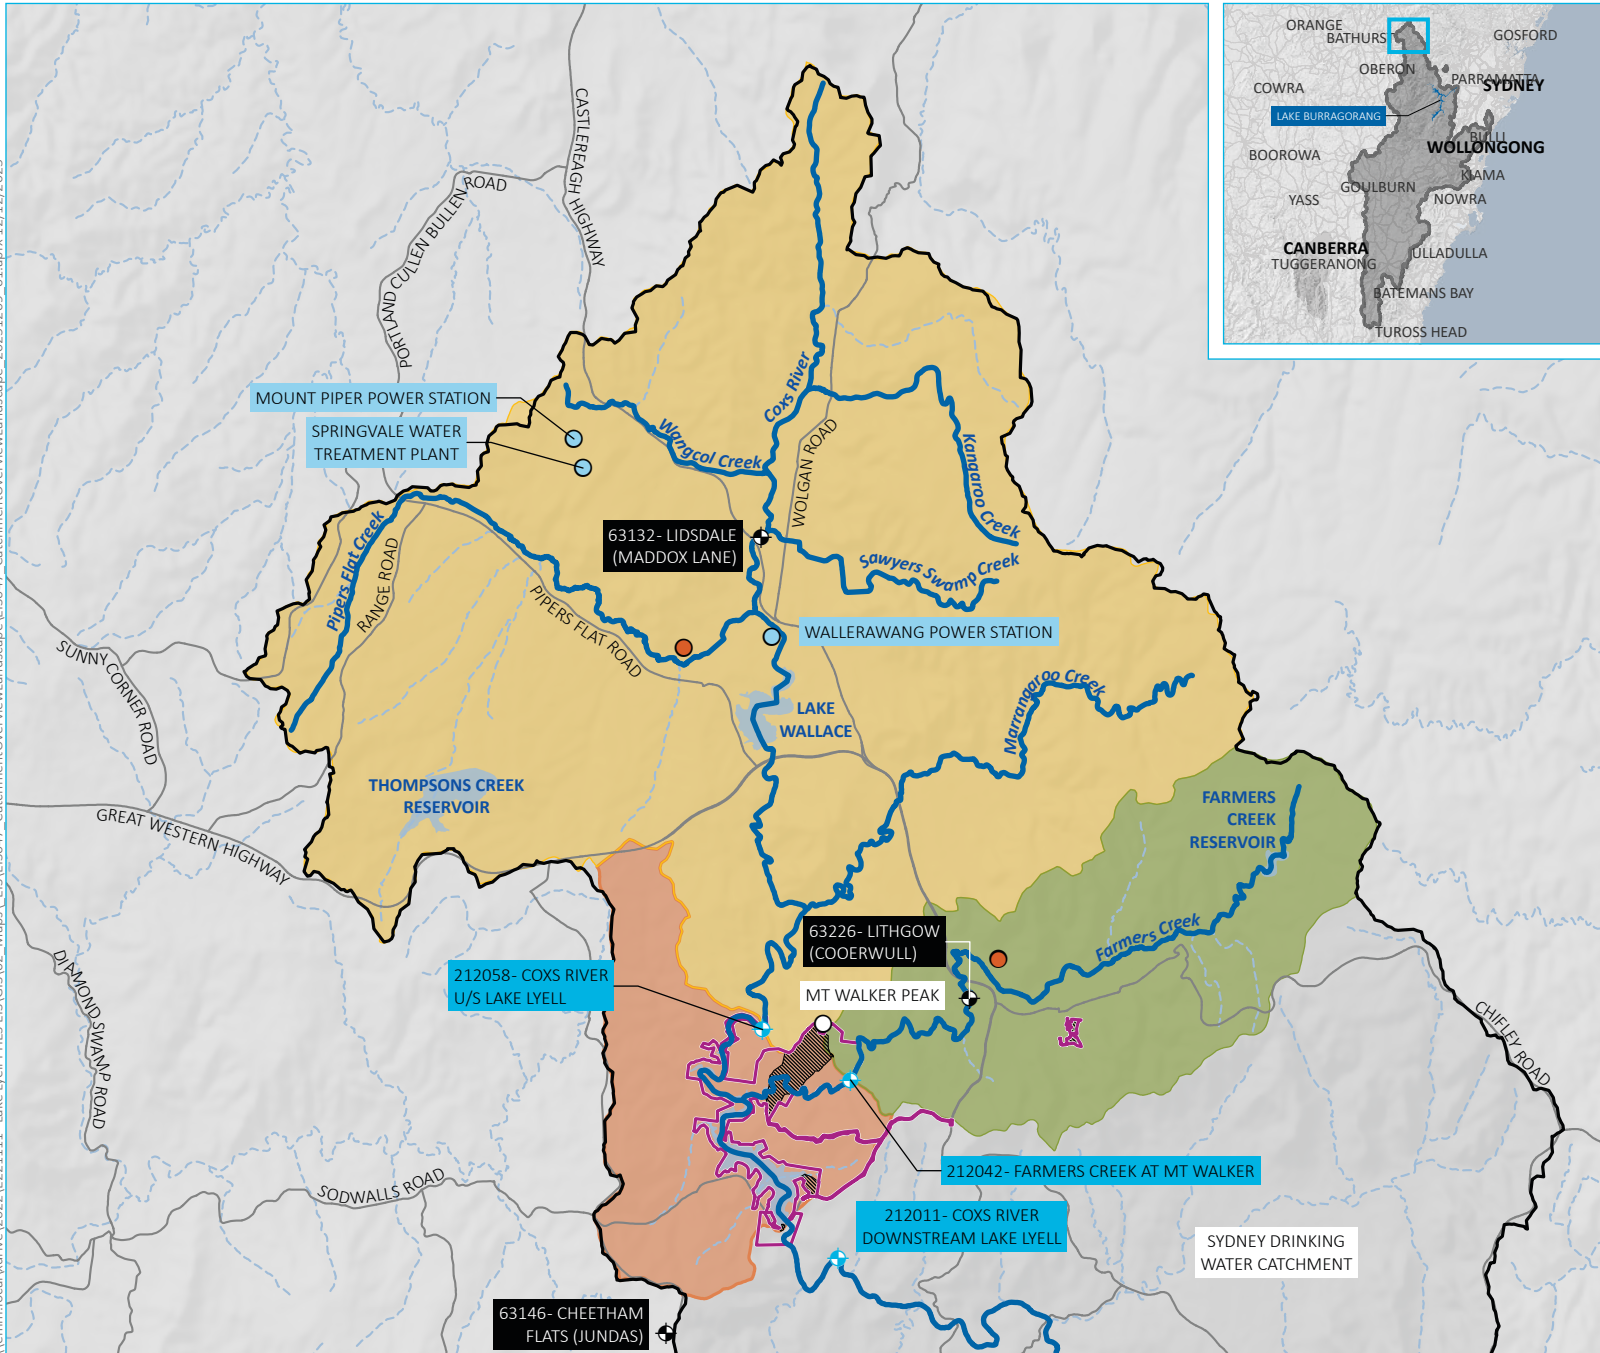 ORANGE
BATHURST
GOSFORD
OBERON
PARRAMATTA
SYDNEY
COWRA
LAKE BURRAGORANG
BULLI
WOLLONGONG
BOOROWA
KIAMA
GOULBURN
YASS
NOWRA
CANBERRA
ULLADULLA
TUGGERANONG
BATEMANS BAY
TUROSS HEAD
CASTLEREAGH HIGHWAY
PORTLAND CULLEN BULLEN ROAD
MOUNT PIPER POWER STATION
SPRINGVALE WATER
TREATMENT PLANT
Coxs River
Wangcol Creek
WOLGAN ROAD
Kangaroo Creek
63132- LIDSDALE
(MADDOX LANE)
Sawyers Swamp Creek
Pipers Flat Creek
RANGE ROAD
PIPERS FLAT ROAD
WALLERAWANG POWER STATION
SUNNY CORNER ROAD
Marrangaroo Creek
LAKE
WALLACE
THOMPSONS CREEK
RESERVOIR
GREAT WESTERN HIGHWAY
FARMERS
CREEK
RESERVOIR
63226- LITHGOW
(COOERWULL)
Farmers Creek
212058- COXS RIVER
U/S LAKE LYELL
MT WALKER PEAK
DIAMOND SWAMP ROAD
CHIFLEY ROAD
SODWALLS ROAD
212042- FARMERS CREEK AT MT WALKER
212011- COXS RIVER
DOWNSTREAM LAKE LYELL
SYDNEY DRINKING
WATER CATCHMENT
63146- CHEETHAM
FLATS (JUNDAS)